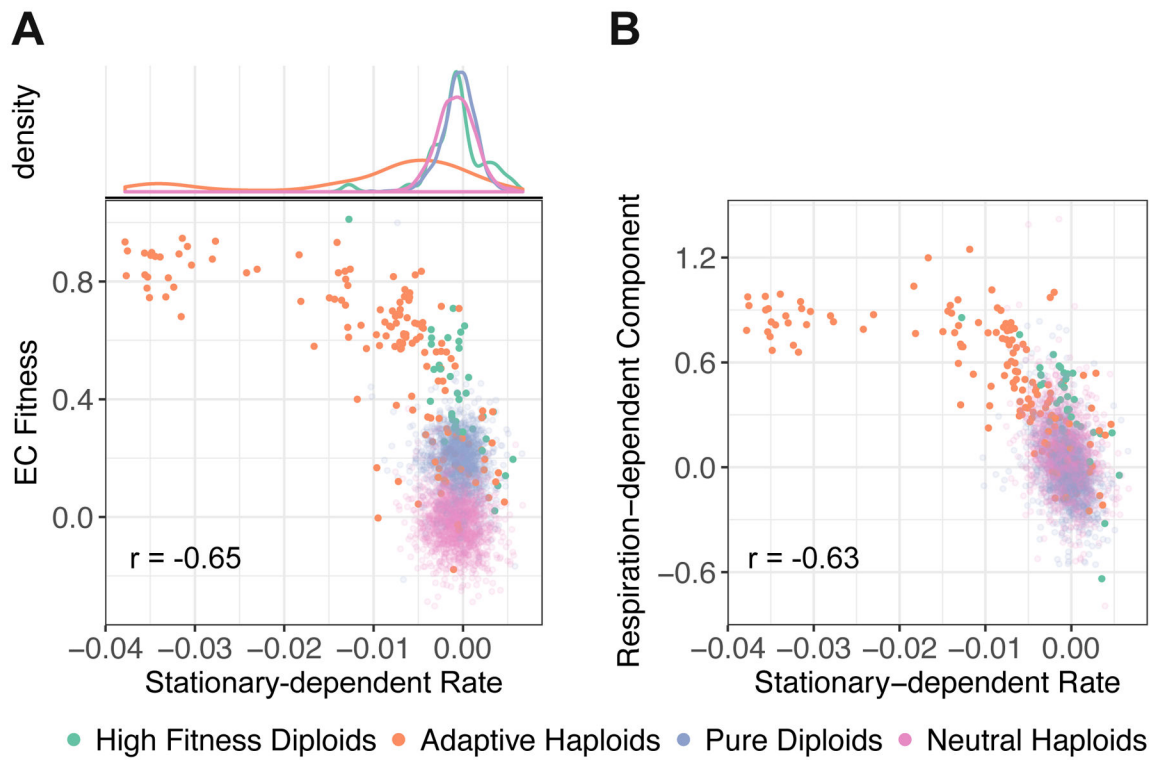 A
B
density
EC Fitness
0.8
0.4
0.0
r = -0.65
−0.04 −0.03 −0.02 −0.01 0.00
Stationary-dependent Rate
Respiration−dependent Component
1.2
0.6
0.0
−0.6
r = -0.63
−0.04 −0.03 −0.02 −0.01 0.00
Stationary−dependent Rate
High Fitness Diploids Adaptive Haploids Pure Diploids Neutral Haploids